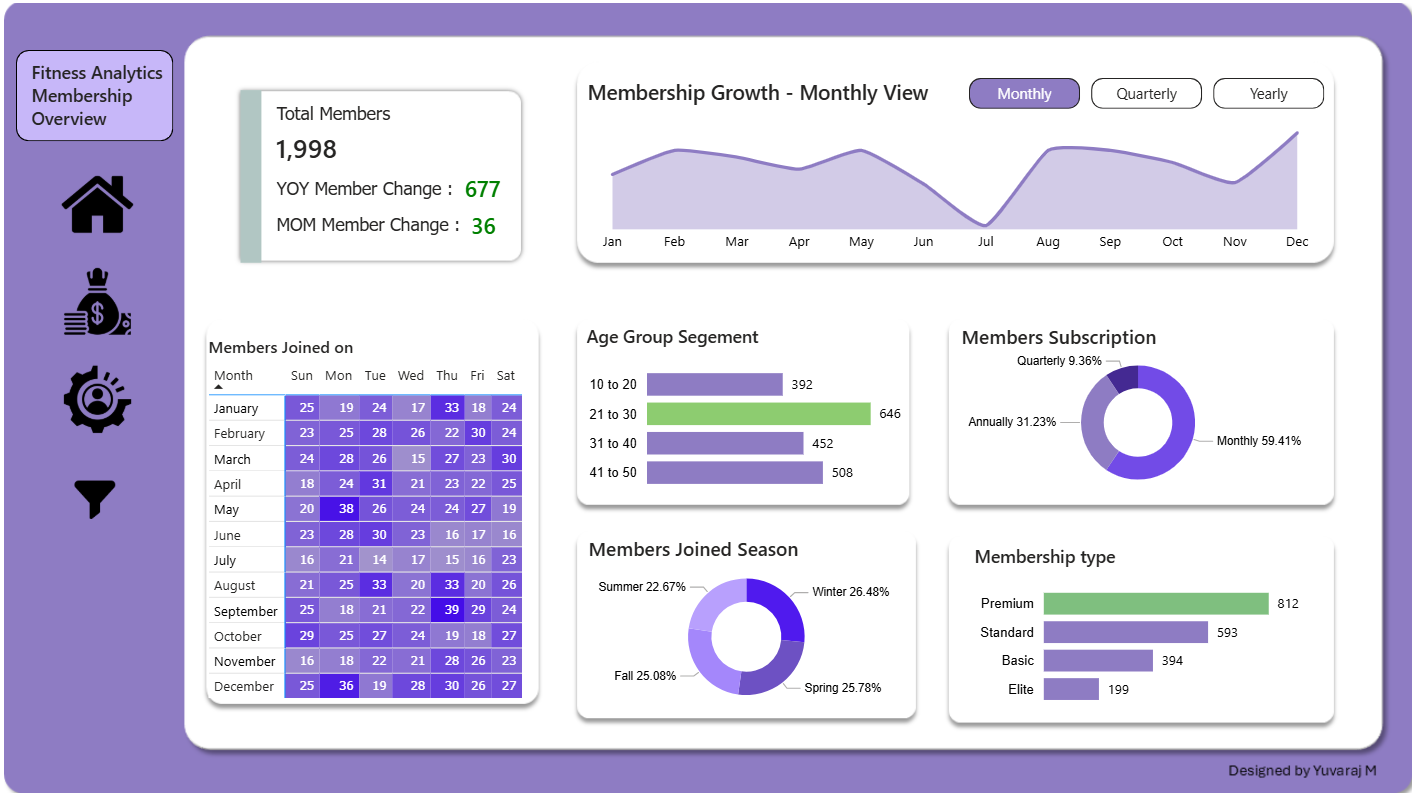 Fitness Analytics
Membership
Overview
Total Members
1,998
YOY Member Change : 677
MOM Member Change : 36
Membership Growth - Monthly View
Monthly Quarterly Yearly
Jan Feb Mar Apr May Jun Jul Aug Sep Oct Nov Dec
Members Joined on
Month Sun Mon Tue Wed Thu Fri Sat
January 25 19 24 17 33 18 24
February 23 25 28 26 22 30 24
March 24 28 26 15 27 23 30
April 18 24 31 21 23 22 25
May 20 38 26 24 24 27 19
June 23 28 30 23 16 17 16
July 16 21 14 17 15 16 23
August 21 25 33 20 33 20 26
September 25 18 21 22 39 29 24
October 29 25 27 24 19 18 27
November 16 18 22 21 28 26 23
December 25 36 19 28 30 26 27
Age Group Segement
10 to 20 392
21 to 30 646
31 to 40 452
41 to 50 508
Members Subscription
Quarterly 9.36%
Annually 31.23%
Monthly 59.41%
Members Joined Season
Summer 22.67%
Winter 26.48%
Fall 25.08%
Spring 25.78%
Membership type
Premium 812
Standard 593
Basic 394
Elite 199
Designed by Yuvaraj M